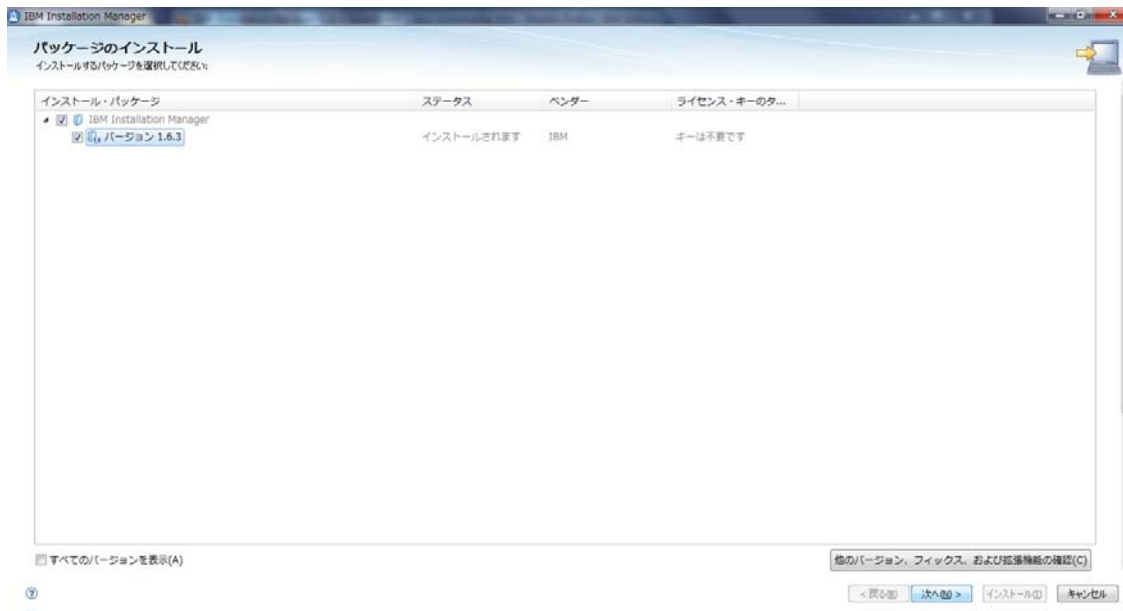 IBM Installation Manager
パッケージのインストール
インストールするパッケージを選択してください:
インストール・パッケージ ステータス ベンダー ライセンス・キーのタ...
IBM Installation Manager
バージョン 1.6.3 インストールされます IBM キーは不要です
すべてのバージョンを表示(A) 他のバージョン、フィックス、および拡張機能の確認(C)
< 戻る(B) 次へ(N) > インストール(I) キャンセル